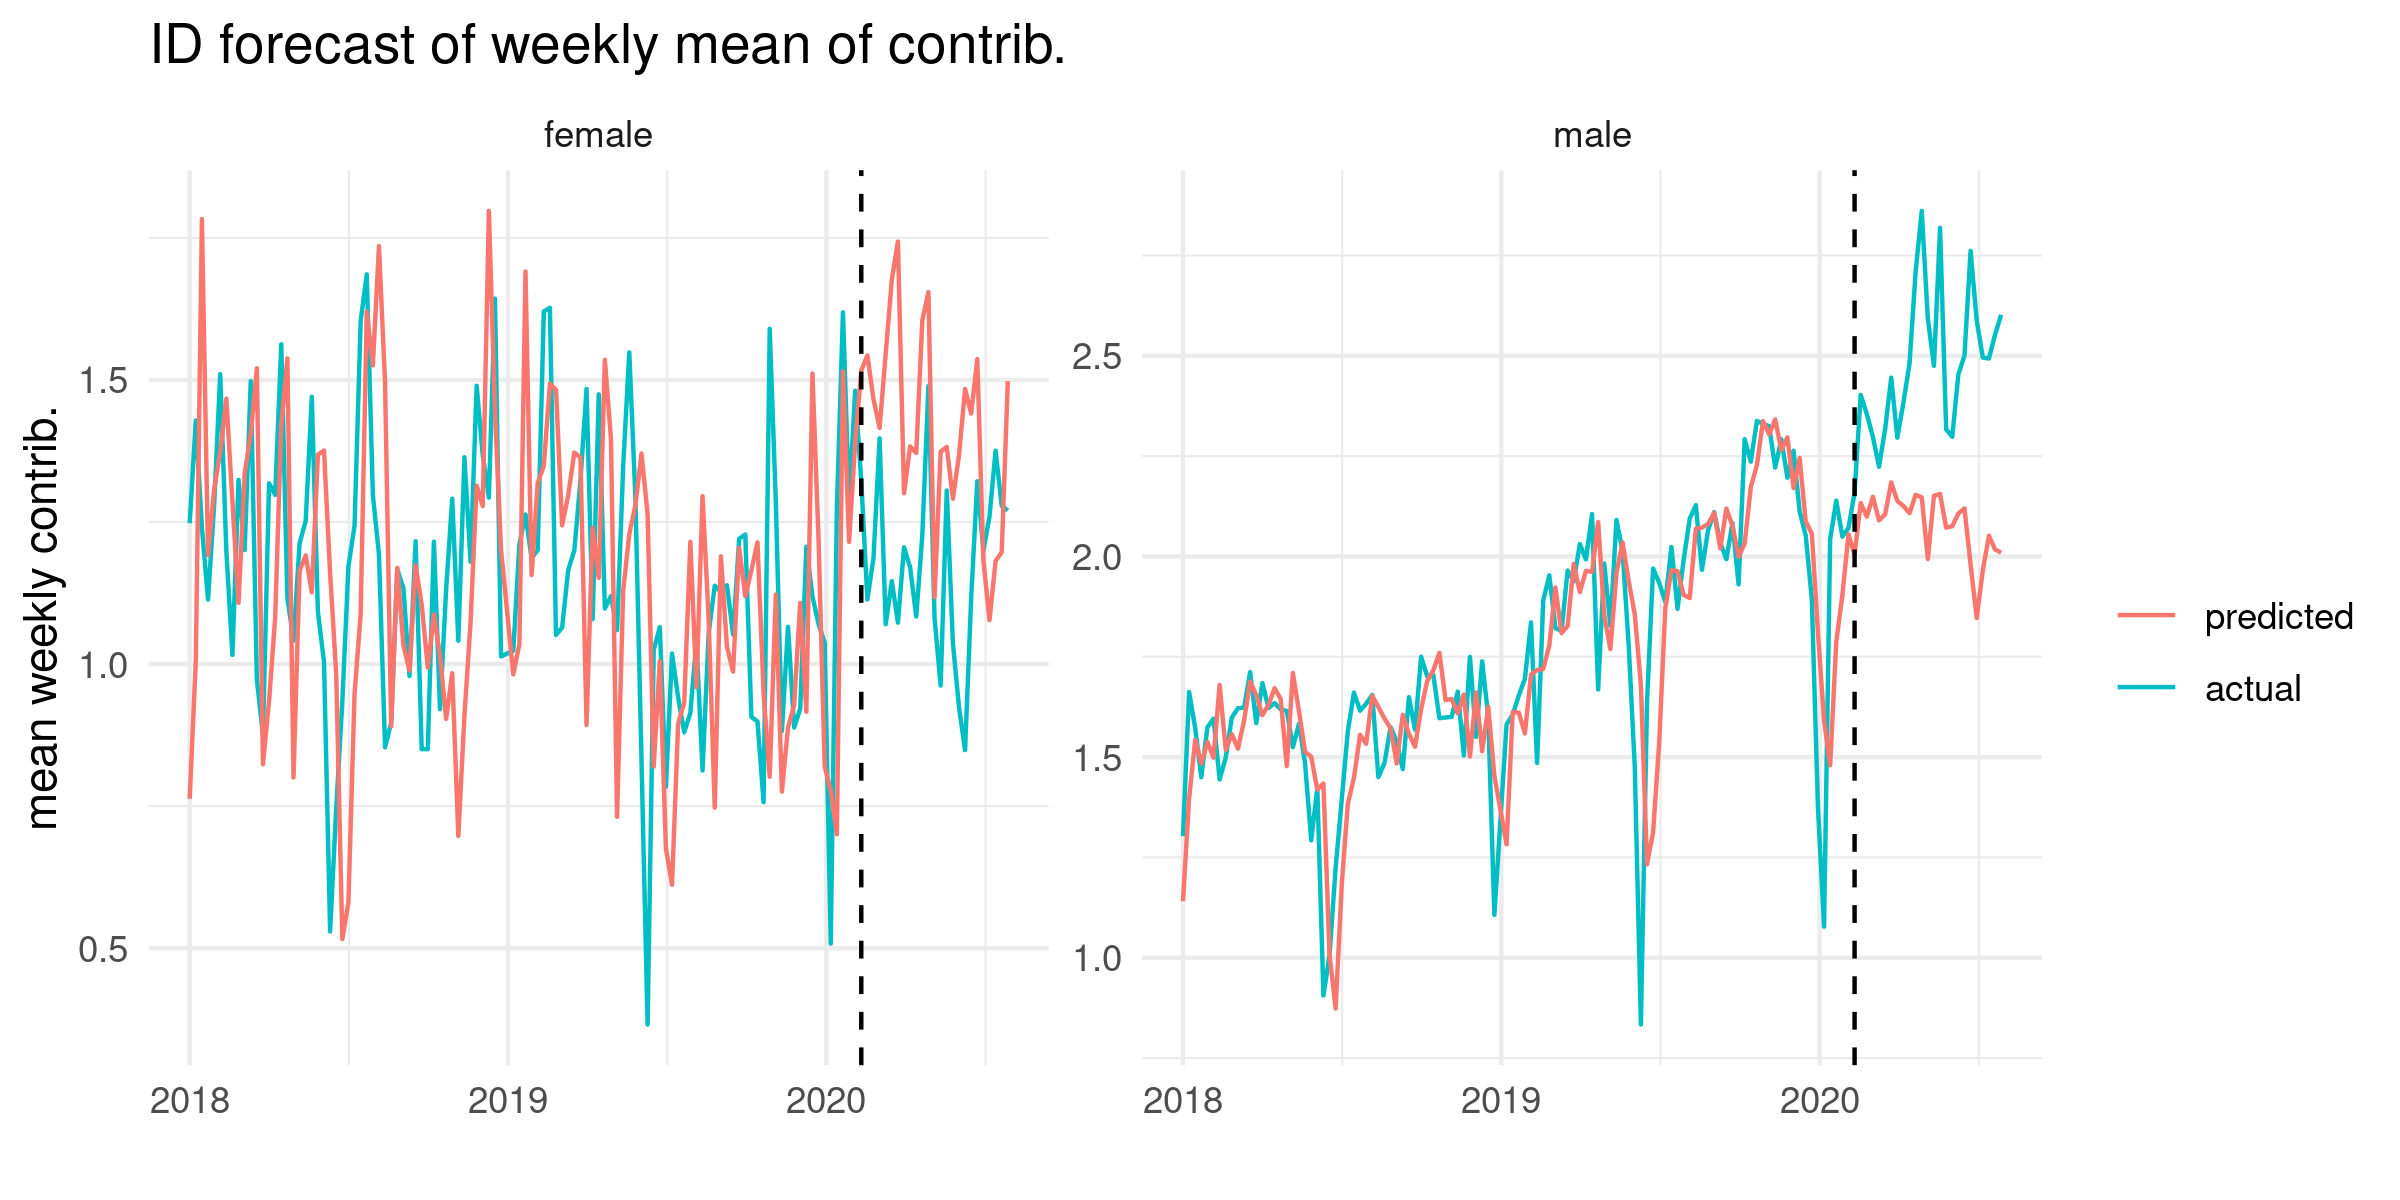 ID forecast of weekly mean of contrib.
female
male
mean weekly contrib.
1.5
1.0
0.5
2.5
2.0
1.5
1.0
2018
2019
2020
2018
2019
2020
predicted
actual